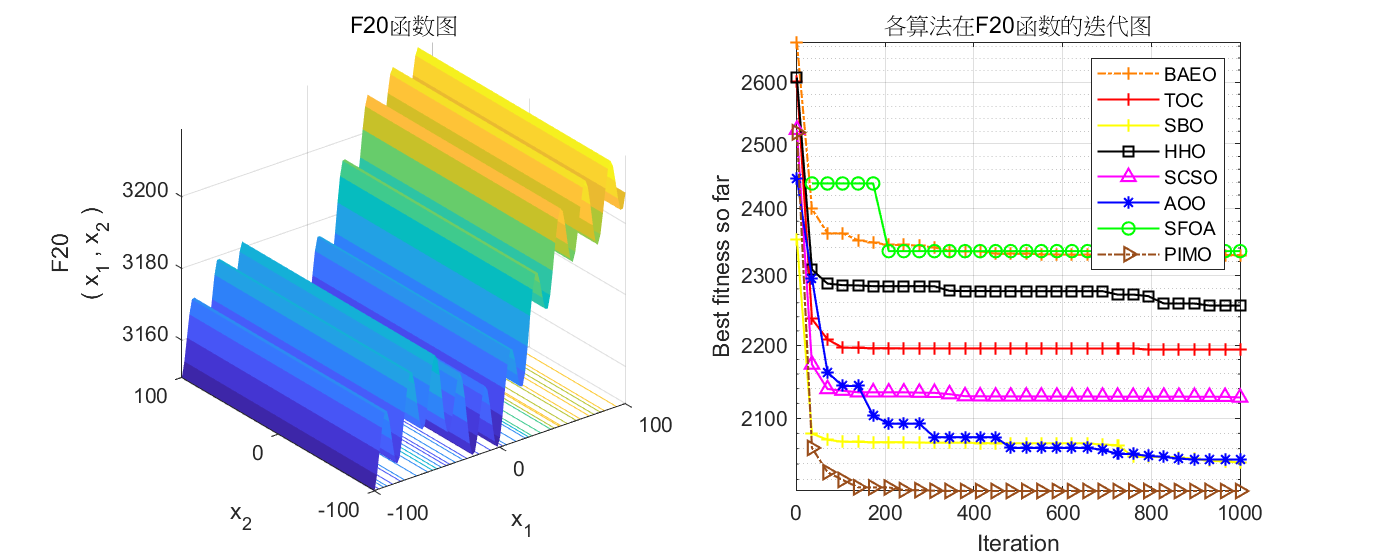 F20函数图
3200
3180
3160
F20
( x1 , x2 )
100
0
-100
x2
-100
0
100
x1
各算法在F20函数的迭代图
2600
2500
2400
2300
2200
2100
Best fitness so far
0
200
400
600
800
1000
Iteration
BAEO
TOC
SBO
HHO
SCSO
AOO
SFOA
PIMO